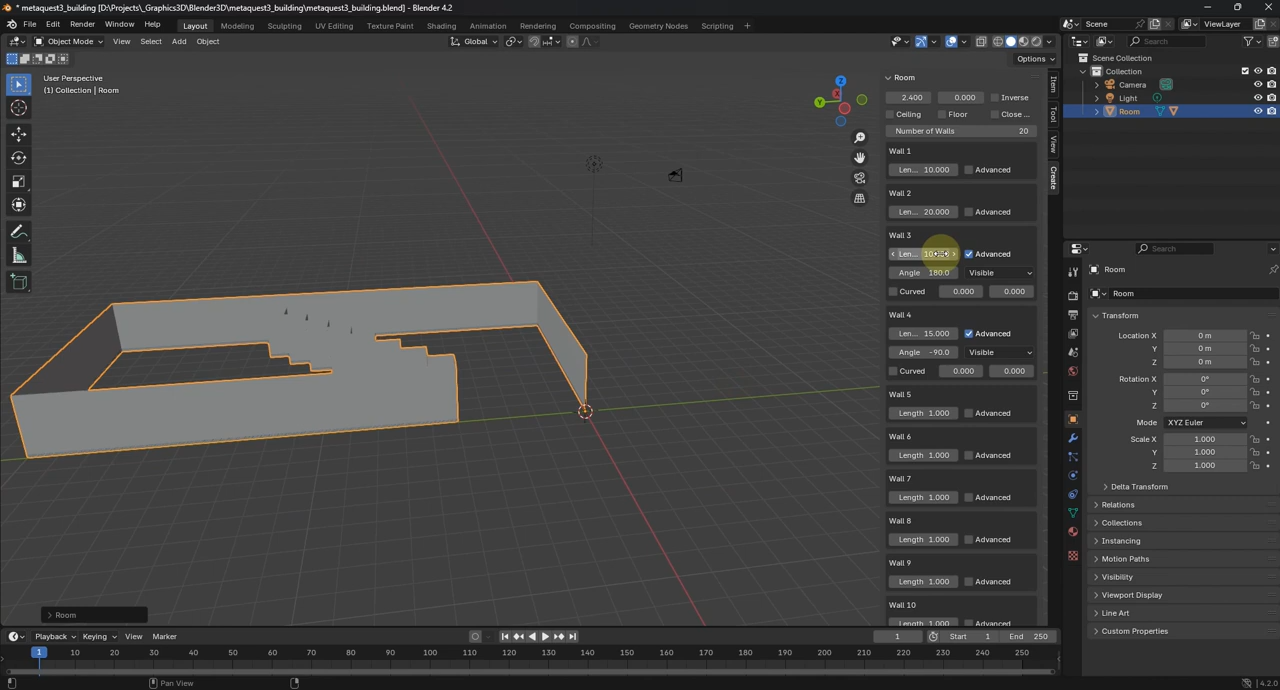 * metaquest3_building [D:\Projects\_Graphics3D\Blender3D\metaquest3_building\metaquest3_building.blend] - Blender 4.2
File Edit Render Window Help Layout Modeling Sculpting UV Editing Texture Paint Shading Animation Rendering Compositing Geometry Nodes Scripting + Scene ViewLayer
Object Mode View Select Add Object Global Search
Options
User Perspective
(1) Collection | Room
Z
Y
X
Room
2.400 0.000 Inverse
Ceiling Floor Close ...
Number of Walls 20
Wall 1
Len... 10.000 Advanced
Wall 2
Len... 20.000 Advanced
Wall 3
Len... Advanced
Angle 180.0 Visible
Curved 0.000 0.000
Wall 4
Len... 15.000 Advanced
Angle -90.0 Visible
Curved 0.000 0.000
Wall 5
Length 1.000 Advanced
Wall 6
Length 1.000 Advanced
Wall 7
Length 1.000 Advanced
Wall 8
Length 1.000 Advanced
Wall 9
Length 1.000 Advanced
Wall 10
Length 1.000 Advanced
Item
Tool
View
Create
Scene Collection
Collection
Camera
Light
Room
Search
Room
Room
Transform
Location X 0 m
Y 0 m
Z 0 m
Rotation X 0°
Y 0°
Z 0°
Mode XYZ Euler
Scale X 1.000
Y 1.000
Z 1.000
Delta Transform
Relations
Collections
Instancing
Motion Paths
Visibility
Viewport Display
Line Art
Custom Properties
Room
Playback Keying View Marker 1 Start 1 End 250
1 10 20 30 40 50 60 70 80 90 100 110 120 130 140 150 160 170 180 190 200 210 220 230 240 250
Pan View 4.2.0